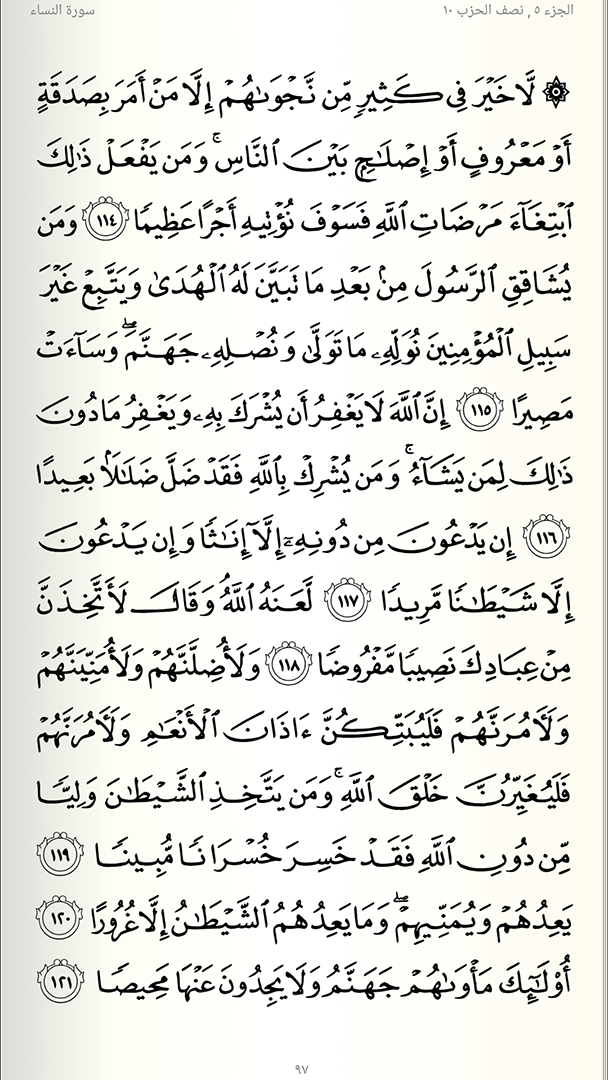 الجزء ٥ , نصف الحزب ١٠
سورة النساء
۞ لَّا خَيْرَ فِي كَثِيرٍ مِّن نَّجْوَىٰهُمْ إِلَّا مَنْ أَمَرَ بِصَدَقَةٍ
أَوْ مَعْرُوفٍ أَوْ إِصْلَٰحٍۭ بَيْنَ ٱلنَّاسِۚ وَمَن يَفْعَلْ ذَٰلِكَ
ٱبْتِغَآءَ مَرْضَاتِ ٱللَّهِ فَسَوْفَ نُؤْتِيهِ أَجْرًا عَظِيمًا ١١٤ وَمَن
يُشَاقِقِ ٱلرَّسُولَ مِنۢ بَعْدِ مَا تَبَيَّنَ لَهُ ٱلْهُدَىٰ وَيَتَّبِعْ غَيْرَ
سَبِيلِ ٱلْمُؤْمِنِينَ نُوَلِّهِۦ مَا تَوَلَّىٰ وَنُصْلِهِۦ جَهَنَّمَۖ وَسَآءَتْ
مَصِيرًا ١١٥ إِنَّ ٱللَّهَ لَا يَغْفِرُ أَن يُشْرَكَ بِهِۦ وَيَغْفِرُ مَا دُونَ
ذَٰلِكَ لِمَن يَشَآءُۚ وَمَن يُشْرِكْ بِٱللَّهِ فَقَدْ ضَلَّ ضَلَٰلًۢا بَعِيدًا
١١٦ إِن يَدْعُونَ مِن دُونِهِۦٓ إِلَّآ إِنَٰثًا وَإِن يَدْعُونَ
إِلَّا شَيْطَٰنًا مَّرِيدًا ١١٧ لَّعَنَهُ ٱللَّهُۘ وَقَالَ لَأَتَّخِذَنَّ
مِنْ عِبَادِكَ نَصِيبًا مَّفْرُوضًا ١١٨ وَلَأُضِلَّنَّهُمْ وَلَأُمَنِّيَنَّهُمْ
وَلَءَامُرَنَّهُمْ فَلَيُبَتِّكُنَّ ءَاذَانَ ٱلْأَنْعَٰمِ وَلَءَامُرَنَّهُمْ
فَلَيُغَيِّرُنَّ خَلْقَ ٱللَّهِۚ وَمَن يَتَّخِذِ ٱلشَّيْطَٰنَ وَلِيًّا
مِّن دُونِ ٱللَّهِ فَقَدْ خَسِرَ خُسْرَانًا مُّبِينًا ١١٩
يَعِدُهُمْ وَيُمَنِّيهِمْۖ وَمَا يَعِدُهُمُ ٱلشَّيْطَٰنُ إِلَّا غُرُورًا ١٢٠
أُو۟لَٰٓئِكَ مَأْوَىٰهُمْ جَهَنَّمُ وَلَا يَجِدُونَ عَنْهَا مَحِيصًا ١٢١
٩٧